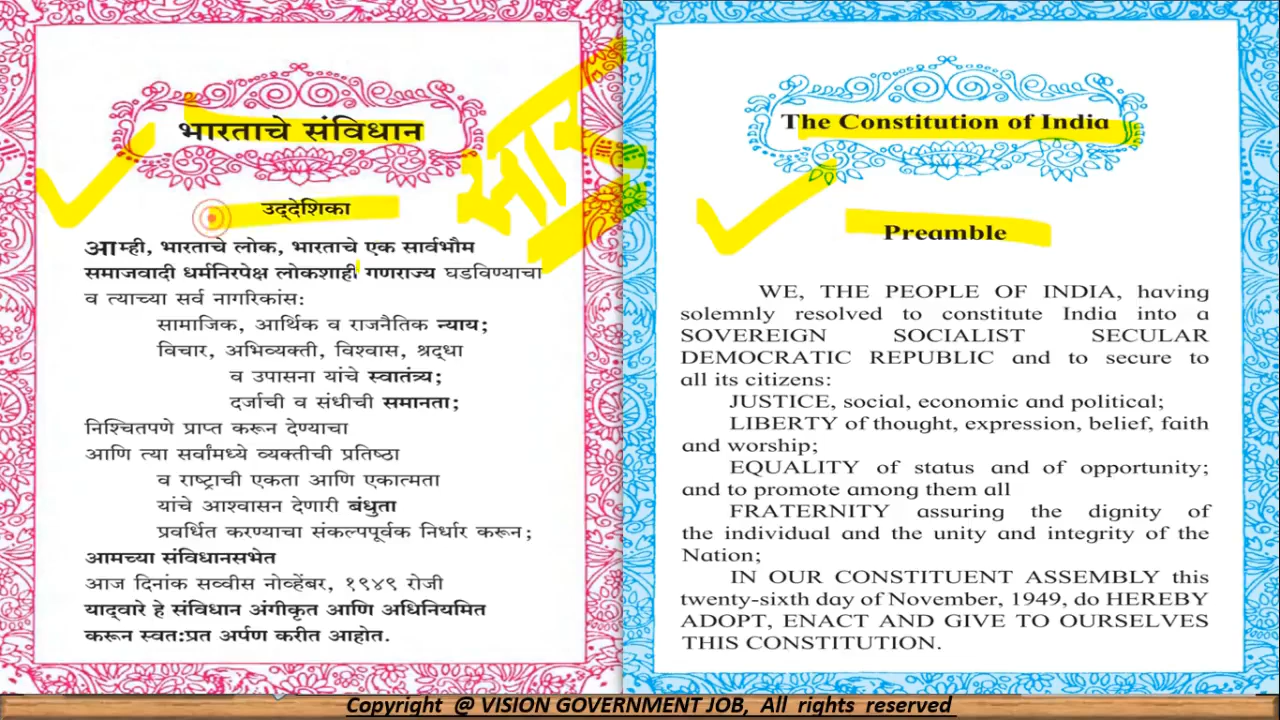 भारताचे संविधान
उद्‌देशिका
आम्ही, भारताचे लोक, भारताचे एक सार्वभौम
समाजवादी धर्मनिरपेक्ष लोकशाही गणराज्य घडविण्याचा
व त्याच्या सर्व नागरिकांस:
सामाजिक, आर्थिक व राजनैतिक न्याय;
विचार, अभिव्यक्ती, विश्वास, श्रद्‌धा
व उपासना यांचे स्वातंत्र्य;
दर्जाची व संधीची समानता;
निश्चितपणे प्राप्त करून देण्याचा
आणि त्या सर्वांमध्ये व्यक्तीची प्रतिष्ठा
व राष्ट्राची एकता आणि एकात्मता
यांचे आश्वासन देणारी बंधुता
प्रवर्धित करण्याचा संकल्पपूर्वक निर्धार करून;
आमच्या संविधानसभेत
आज दिनांक सव्वीस नोव्हेंबर, १९४९ रोजी
याद्‌वारे हे संविधान अंगीकृत आणि अधिनियमित
करून स्वत:प्रत अर्पण करीत आहोत.
The Constitution of India
Preamble
WE, THE PEOPLE OF INDIA, having
solemnly resolved to constitute India into a
SOVEREIGN SOCIALIST SECULAR
DEMOCRATIC REPUBLIC and to secure to
all its citizens:
JUSTICE, social, economic and political;
LIBERTY of thought, expression, belief, faith
and worship;
EQUALITY of status and of opportunity;
and to promote among them all
FRATERNITY assuring the dignity of
the individual and the unity and integrity of the
Nation;
IN OUR CONSTITUENT ASSEMBLY this
twenty-sixth day of November, 1949, do HEREBY
ADOPT, ENACT AND GIVE TO OURSELVES
THIS CONSTITUTION.
Copyright @ VISION GOVERNMENT JOB, All rights reserved